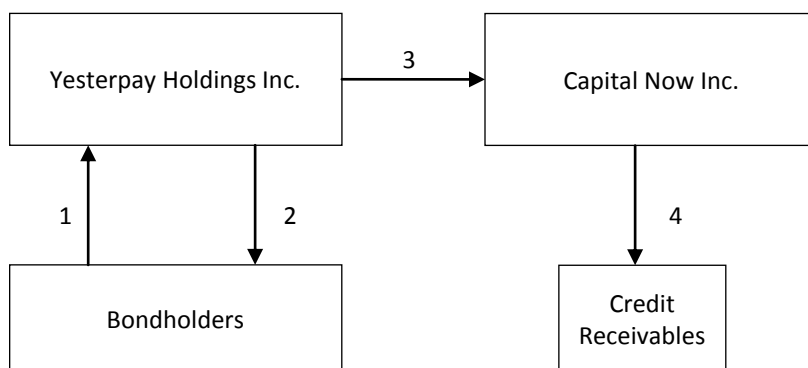 Yesterpay Holdings Inc.
3
Capital Now Inc.
1
2
4
Bondholders
Credit
Receivables